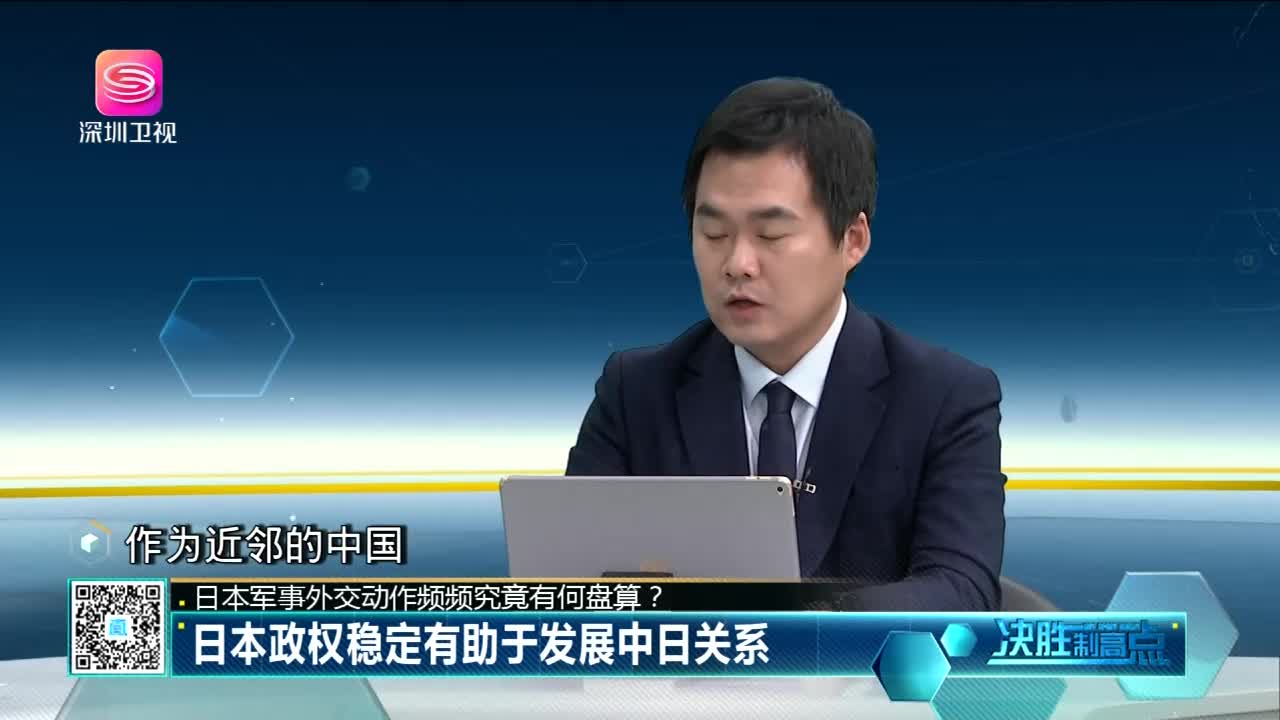 深圳卫视
作为近邻的中国
日本军事外交动作频频究竟有何盘算？
日本政权稳定有助于发展中日关系
决胜制高点